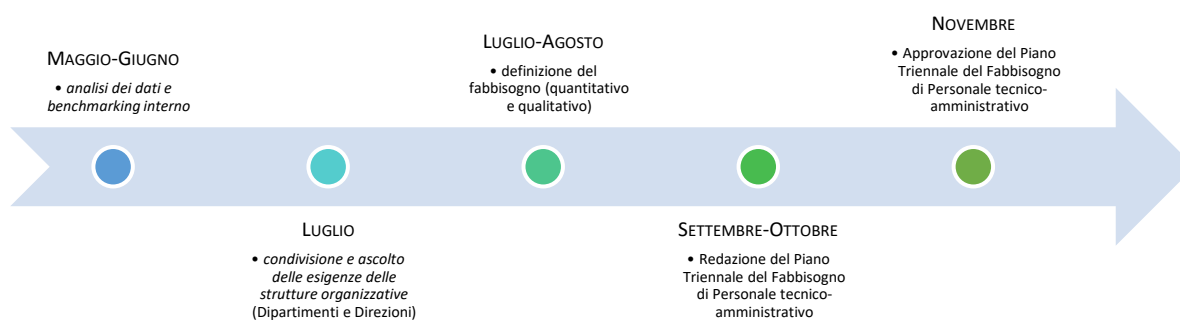 MAGGIO-GIUGNO
• analisi dei dati e
benchmarking interno
LUGLIO
• condivisione e ascolto
delle esigenze delle
strutture organizzative
(Dipartimenti e Direzioni)
LUGLIO-AGOSTO
• definizione del
fabbisogno (quantitativo
e qualitativo)
SETTEMBRE-OTTOBRE
• Redazione del Piano
Triennale del Fabbisogno
di Personale tecnico-
amministrativo
NOVEMBRE
• Approvazione del Piano
Triennale del Fabbisogno
di Personale tecnico-
amministrativo